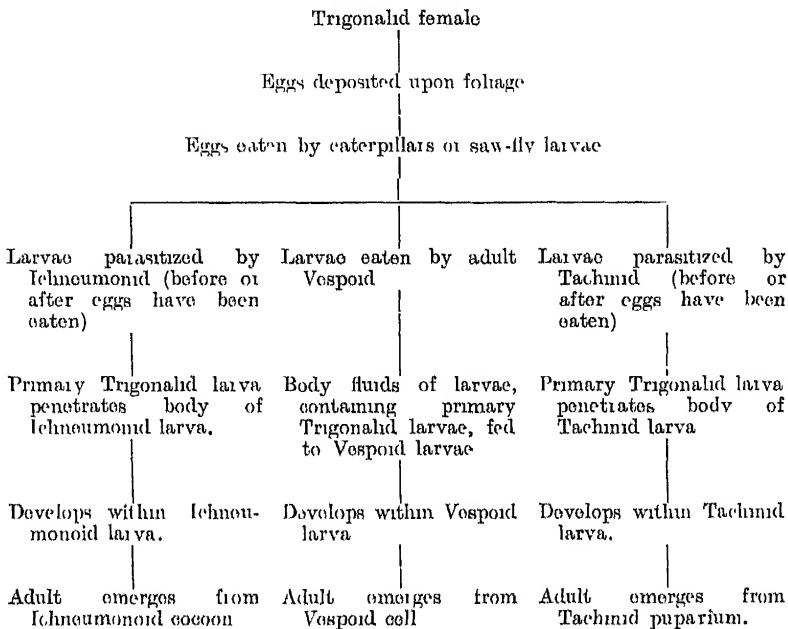 Trigonalid female
Eggs deposited upon foliage
Eggs eaten by caterpillars or saw-fly larvae
Larvae parasitized by
Ichneumonid (before or
after eggs have been
eaten)
Larvae eaten by adult
Vespoid
Larvae parasitized by
Tachinid (before or
after eggs have been
eaten)
Primary Trigonalid larva
penetrates body of
Ichneumonid larva.
Body fluids of larvae,
containing primary
Trigonalid larvae, fed
to Vespoid larvae
Primary Trigonalid larva
penetrates body of
Tachinid larva
Develops within Ichneu-
monoid larva.
Develops within Vespoid
larva
Develops within Tachinid
larva.
Adult emerges from
Ichneumonoid cocoon
Adult emerges from
Vespoid cell
Adult emerges from
Tachinid puparium.